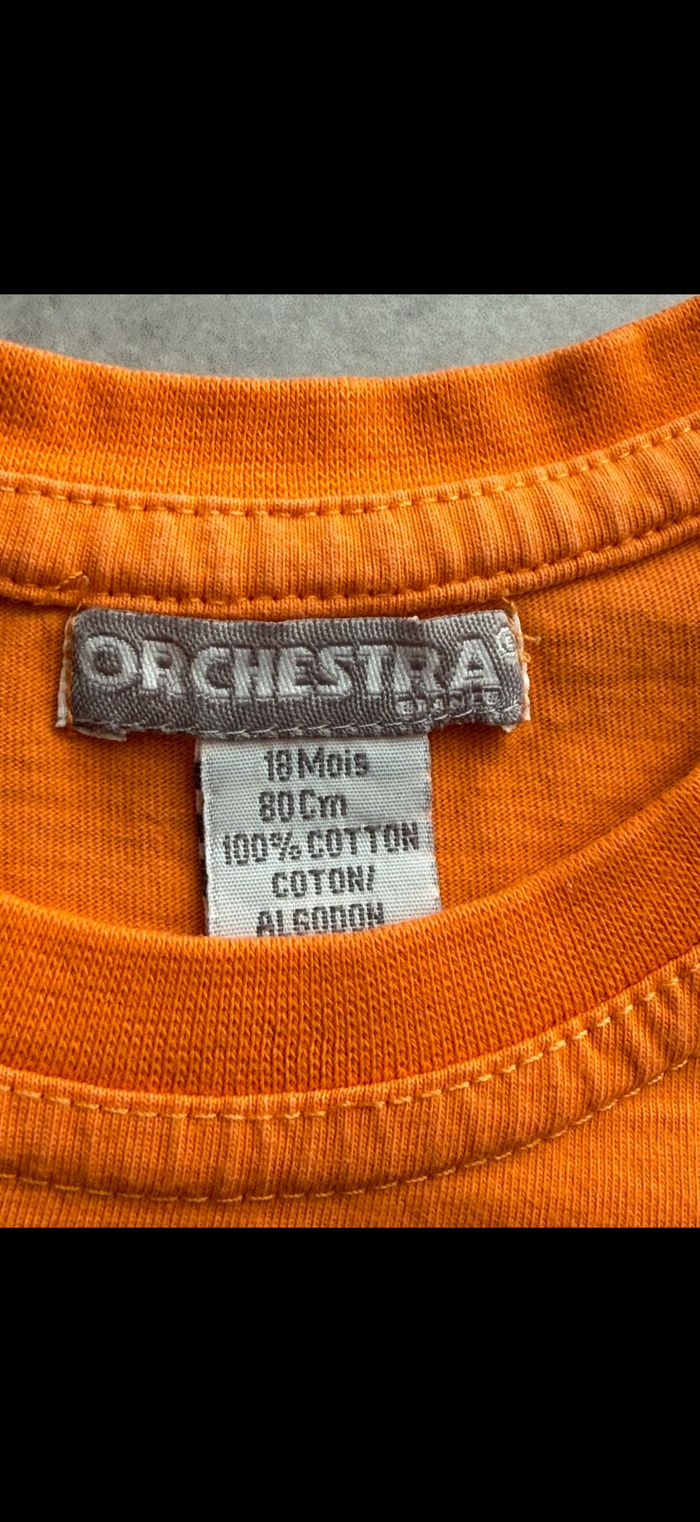 ORCHESTRA
18 Mois
80 Cm
100% COTTON
COTON/
ALGODON